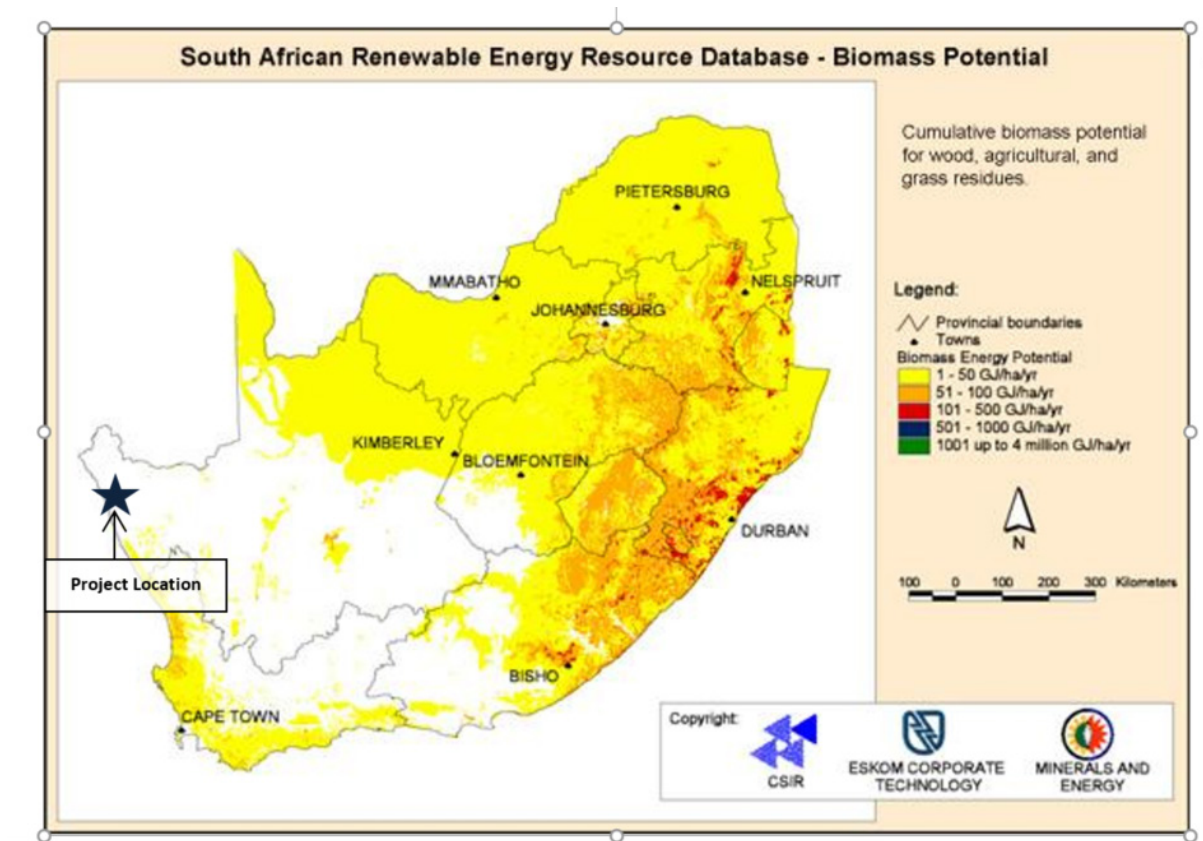 South African Renewable Energy Resource Database - Biomass Potential
Cumulative biomass potential
for wood, agricultural, and
grass residues.
PIETERSBURG
MMABATHO
NELSPRUIT
JOHANNESBURG
Legend:
Provincial boundaries
Towns
Biomass Energy Potential
1 - 50 GJ/ha/yr
51 - 100 GJ/ha/yr
101 - 500 GJ/ha/yr
501 - 1000 GJ/ha/yr
1001 up to 4 million GJ/ha/yr
KIMBERLEY
BLOEMFONTEIN
DURBAN
N
Project Location
100 0 100 200 300 Kilometers
BISHO
CAPE TOWN
Copyright:
CSIR
ESKOM CORPORATE
TECHNOLOGY
MINERALS AND
ENERGY